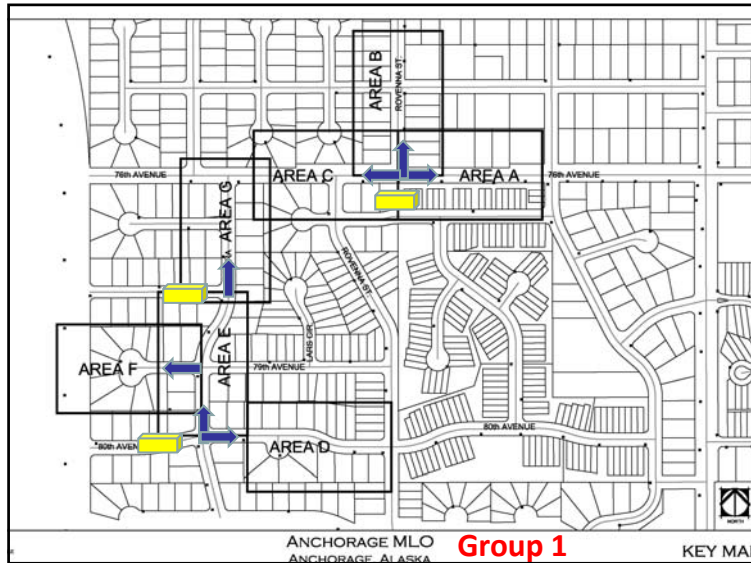 AREA B
ROVENNA ST.
76th AVENUE
AREA C
AREA A
76th AVENUE
AREA G
ROVENNA ST.
LARS CIR
AREA E
AREA F
79th AVENUE
80th AVEN
AREA D
80th AVENUE
NORTH
ANCHORAGE MLO
Group 1
KEY MA
ANCHORAGE, ALASKA